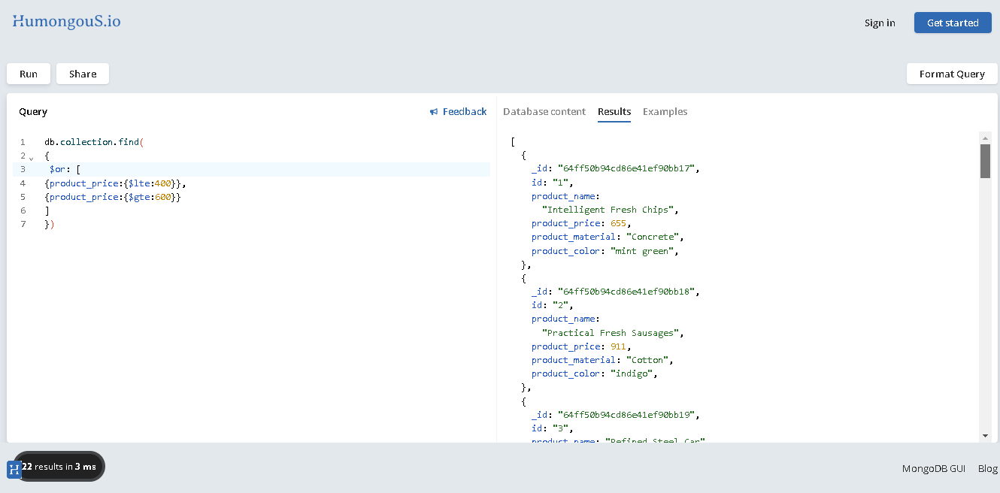 HumongouS.io
Sign in
Get started
Run
Share
Format Query
Query
Feedback
1 db.collection.find(
2 {
3 $or: [
4 {product_price:{$lte:400}},
5 {product_price:{$gte:600}}
6 ]
7 })
Database content
Results
Examples
[
{
_id: "64ff50b94cd86e41ef90bb17",
id: "1",
product_name:
"Intelligent Fresh Chips",
product_price: 655,
product_material: "Concrete",
product_color: "mint green",
},
{
_id: "64ff50b94cd86e41ef90bb18",
id: "2",
product_name:
"Practical Fresh Sausages",
product_price: 911,
product_material: "Cotton",
product_color: "indigo",
},
{
_id: "64ff50b94cd86e41ef90bb19",
id: "3",
product_name: "Refined Steel Car"
H
22 results in 3 ms
MongoDB GUI
Blog